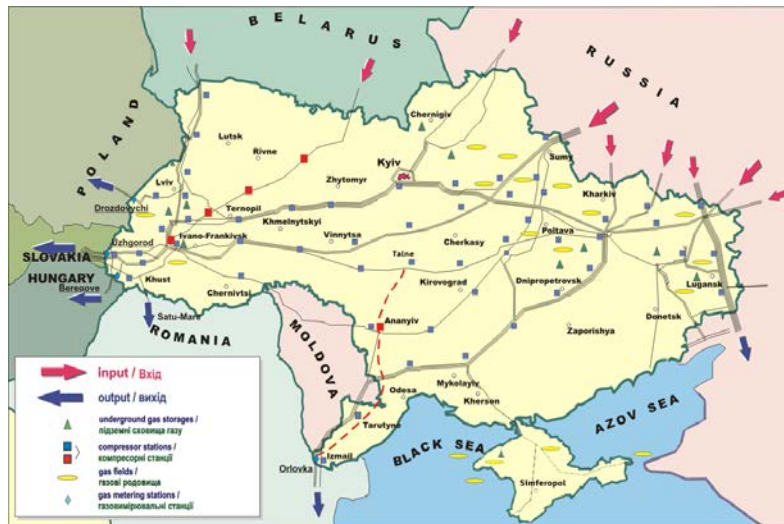 BELARUS
RUSSIA
POLAND
Chernigiv
Lutsk
Rivne
Kyiv
Sumy
Zhytomyr
Lviv
Kharkiv
Drozdovychi
Ternopil
Khmelnytskyi
Ivano-Frankivsk
Vinnytsa
Cherkasy
Poltava
Uzhgorod
SLOVAKIA
HUNGARY
Talne
Lugansk
Beregove
Khust
Kirovograd
Dnipropetrovsk
Chernivtsi
Donetsk
Satu-Mare
ROMANIA
MOLDOVA
Ananyiv
Zaporishya
Odesa
Mykolayiv
Kherson
Tarutyne
AZOV SEA
BLACK SEA
Izmail
Orlovka
Simferopol
input / Вхід
output / вихід
underground gas storages /
підземні сховища газу
compressor stations /
компресорні станції
gas fields /
газові родовища
gas metering stations /
газовимірювальні станції